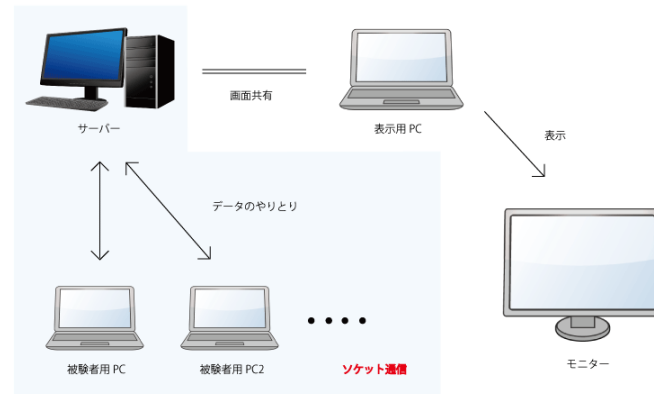 サーバー
画面共有
表示用 PC
表示
データのやりとり
被験者用 PC
被験者用 PC2
ソケット通信
モニター